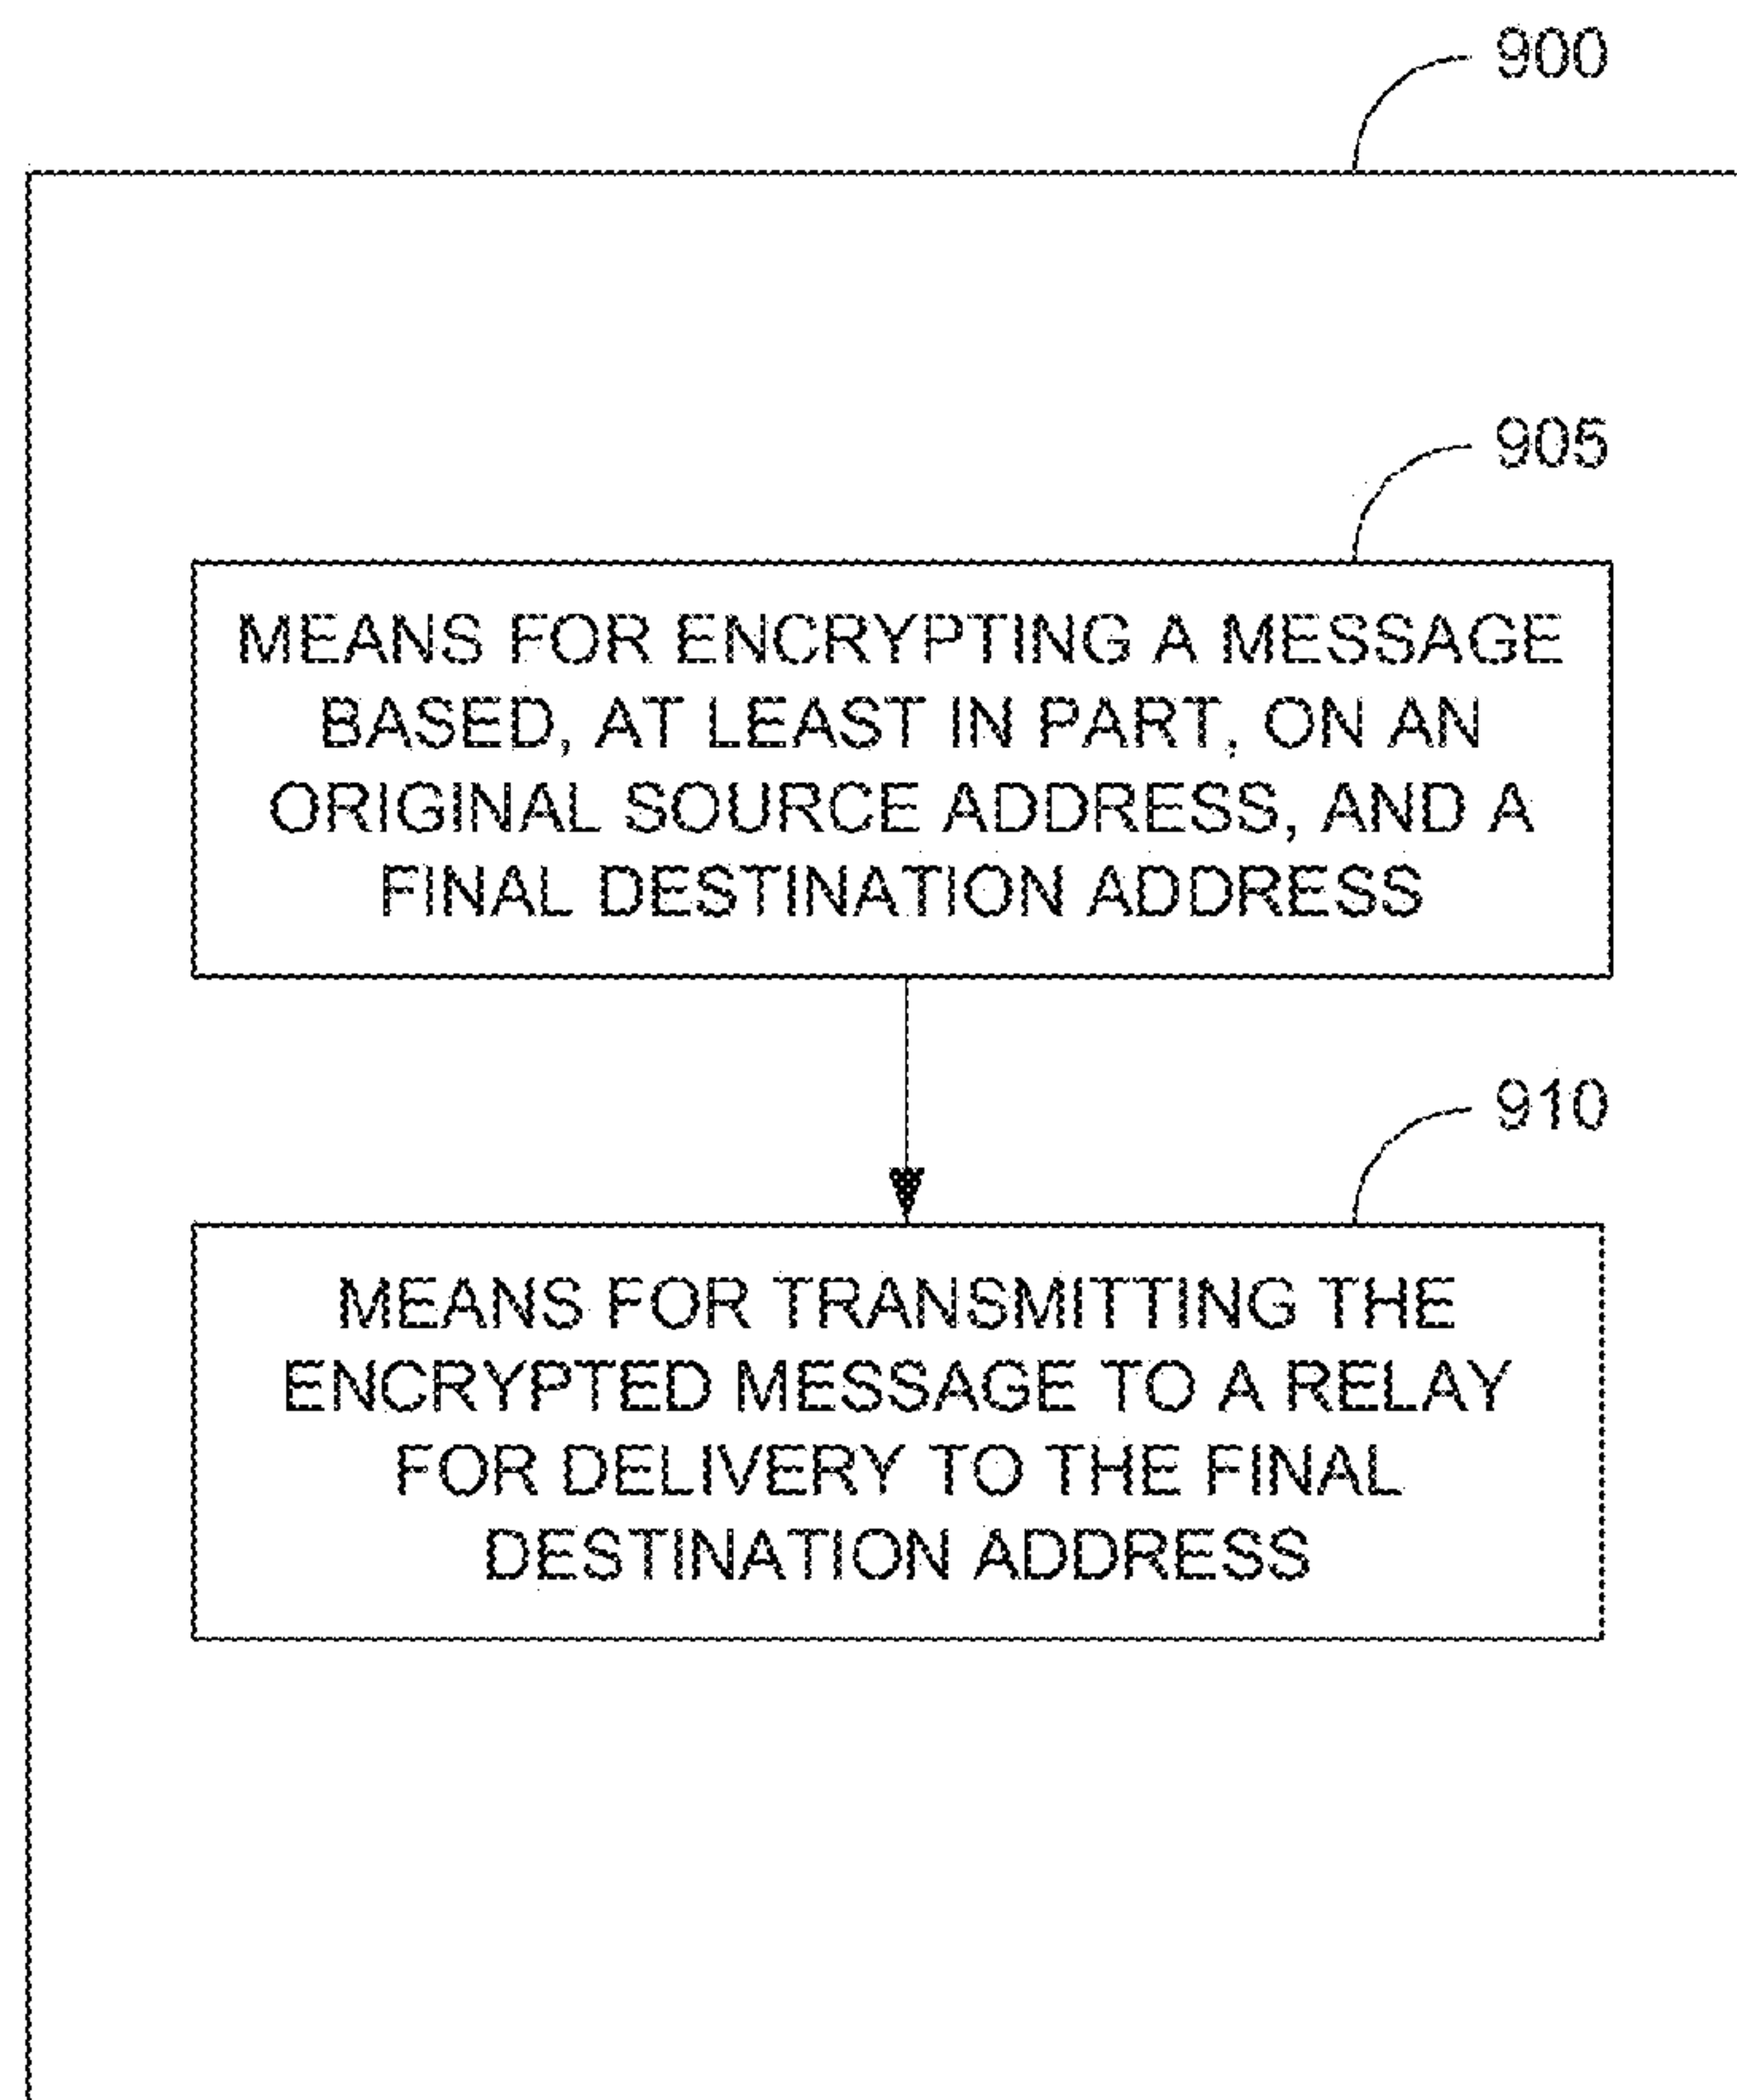 900
905
MEANS FOR ENCRYPTING A MESSAGE
BASED, AT LEAST IN PART, ON AN
ORIGINAL SOURCE ADDRESS, AND A
FINAL DESTINATION ADDRESS
910
MEANS FOR TRANSMITTING THE
ENCRYPTED MESSAGE TO A RELAY
FOR DELIVERY TO THE FINAL
DESTINATION ADDRESS